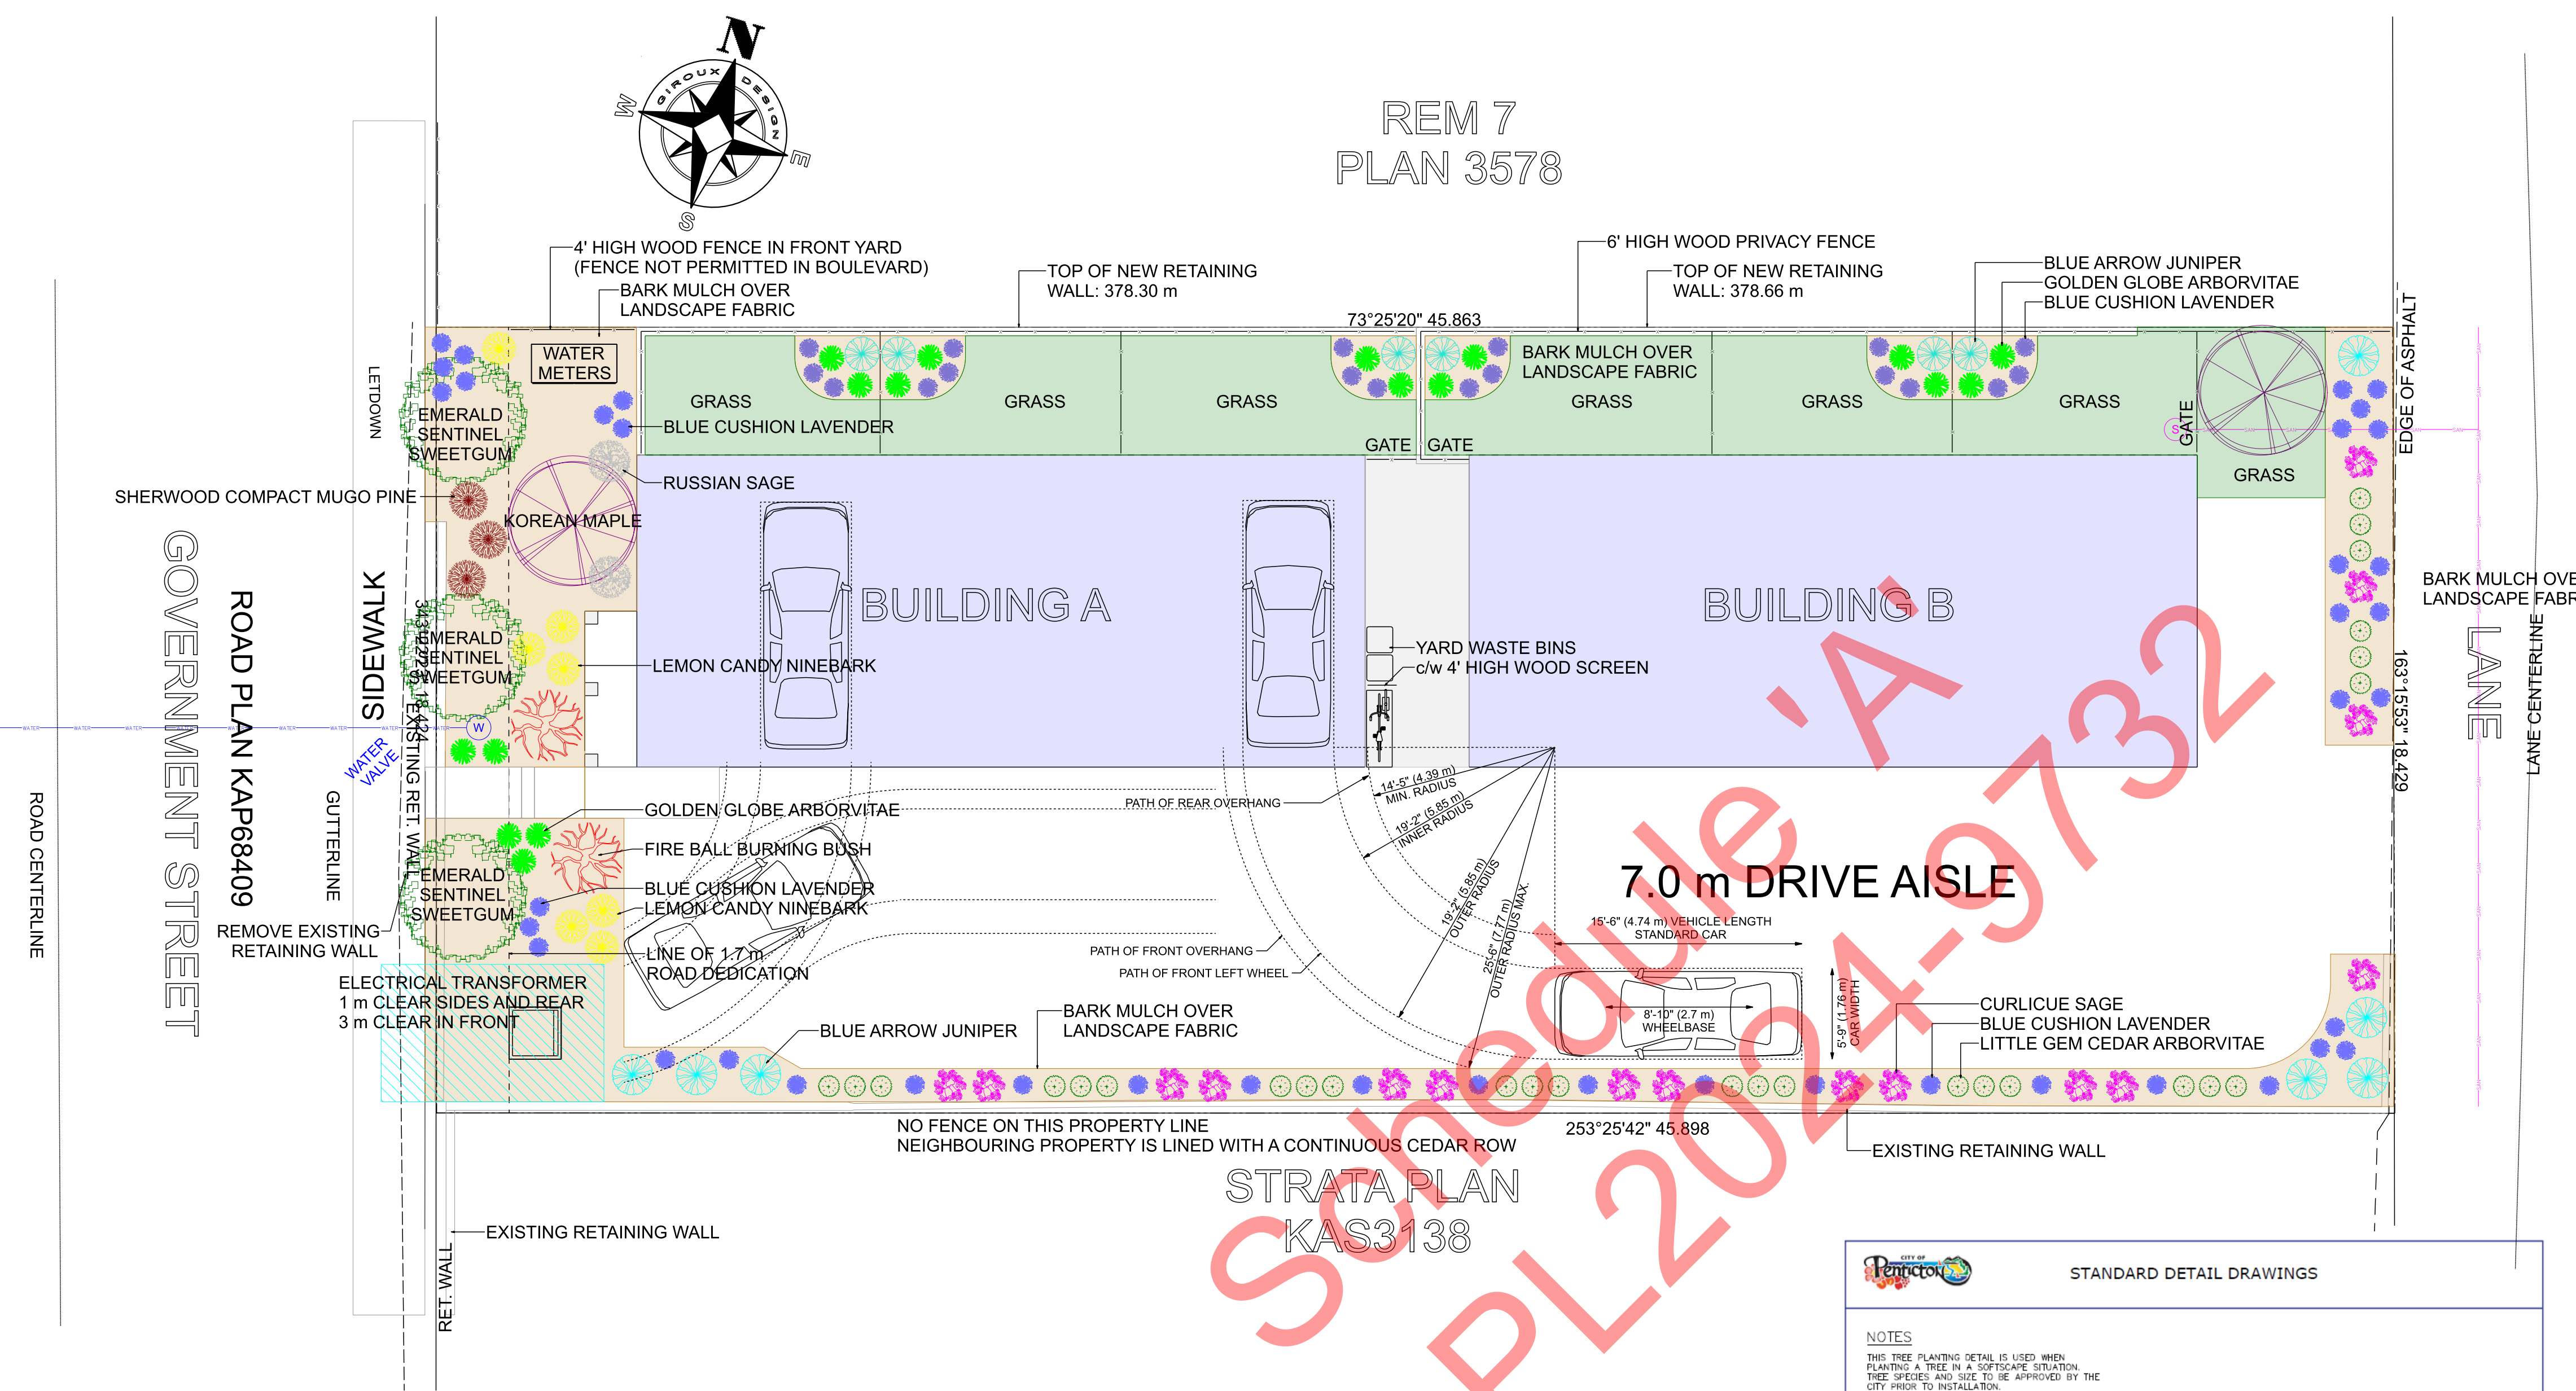 N
W
E
S
GIROUX DESIGN
REM 7
PLAN 3578
4' HIGH WOOD FENCE IN FRONT YARD
(FENCE NOT PERMITTED IN BOULEVARD)
BARK MULCH OVER
LANDSCAPE FABRIC
TOP OF NEW RETAINING
WALL: 378.30 m
6' HIGH WOOD PRIVACY FENCE
TOP OF NEW RETAINING
WALL: 378.66 m
BLUE ARROW JUNIPER
GOLDEN GLOBE ARBORVITAE
BLUE CUSHION LAVENDER
73°25'20" 45.863
WATER
METERS
LETDOWN
EMERALD
SENTINEL
SWEETGUM
GRASS
GRASS
GRASS
BARK MULCH OVER
LANDSCAPE FABRIC
GRASS
GRASS
GRASS
GATE
GATE
GATE
GRASS
S
EDGE OF ASPHALT
BLUE CUSHION LAVENDER
RUSSIAN SAGE
SHERWOOD COMPACT MUGO PINE
KOREAN MAPLE
GOVERNMENT STREET
ROAD PLAN KAP68409
SIDEWALK
BUILDING A
BUILDING B
EMERALD
SENTINEL
SWEETGUM
LEMON CANDY NINEBARK
YARD WASTE BINS
c/w 4' HIGH WOOD SCREEN
BARK MULCH OVE
LANDSCAPE FABR
LANE
LANE CENTERLINE
163°15'53" 18.429
WATER
WATER
WATER
WATER
WATER
WATER
WATER
W
WATER
VALVE
EXISTING RET. WALL
GUTTERLINE
ROAD CENTERLINE
GOLDEN GLOBE ARBORVITAE
FIRE BALL BURNING BUSH
BLUE CUSHION LAVENDER
LEMON CANDY NINEBARK
EMERALD
SENTINEL
SWEETGUM
REMOVE EXISTING
RETAINING WALL
LINE OF 1.7 m
ROAD DEDICATION
ELECTRICAL TRANSFORMER
1 m CLEAR SIDES AND REAR
3 m CLEAR IN FRONT
PATH OF REAR OVERHANG
14'-5" (4.39 m)
MIN. RADIUS
19'-2" (5.85 m)
INNER RADIUS
19'-2" (5.85 m)
OUTER RADIUS
25'-6" (7.77 m)
OUTER RADIUS MAX.
PATH OF FRONT OVERHANG
PATH OF FRONT LEFT WHEEL
7.0 m DRIVE AISLE
15'-6" (4.74 m) VEHICLE LENGTH
STANDARD CAR
8'-10" (2.7 m)
WHEELBASE
5'-9" (1.76 m)
CAR WIDTH
BLUE ARROW JUNIPER
BARK MULCH OVER
LANDSCAPE FABRIC
CURLICUE SAGE
BLUE CUSHION LAVENDER
LITTLE GEM CEDAR ARBORVITAE
NO FENCE ON THIS PROPERTY LINE
NEIGHBOURING PROPERTY IS LINED WITH A CONTINUOUS CEDAR ROW
253°25'42" 45.898
EXISTING RETAINING WALL
STRATA PLAN
KAS3138
EXISTING RETAINING WALL
RET. WALL
Schedule 'A'
PL2024-9732
CITY OF
Penticton
STANDARD DETAIL DRAWINGS
NOTES
THIS TREE PLANTING DETAIL IS USED WHEN
PLANTING A TREE IN A SOFTSCAPE SITUATION.
TREE SPECIES AND SIZE TO BE APPROVED BY THE
CITY PRIOR TO INSTALLATION.